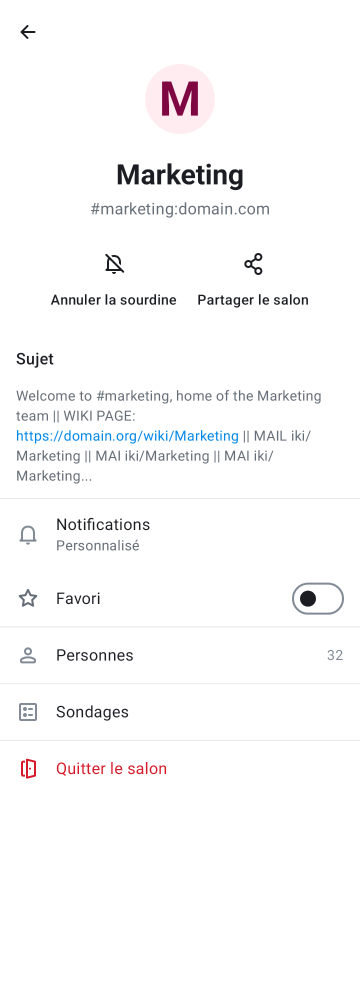 M
Marketing
#marketing:domain.com
Annuler la sourdine
Partager le salon
Sujet
Welcome to #marketing, home of the Marketing
team || WIKI PAGE:
https://domain.org/wiki/Marketing || MAIL iki/
Marketing || MAI iki/Marketing || MAI iki/
Marketing...
Notifications
Personnalisé
Favori
Personnes 32
Sondages
Quitter le salon